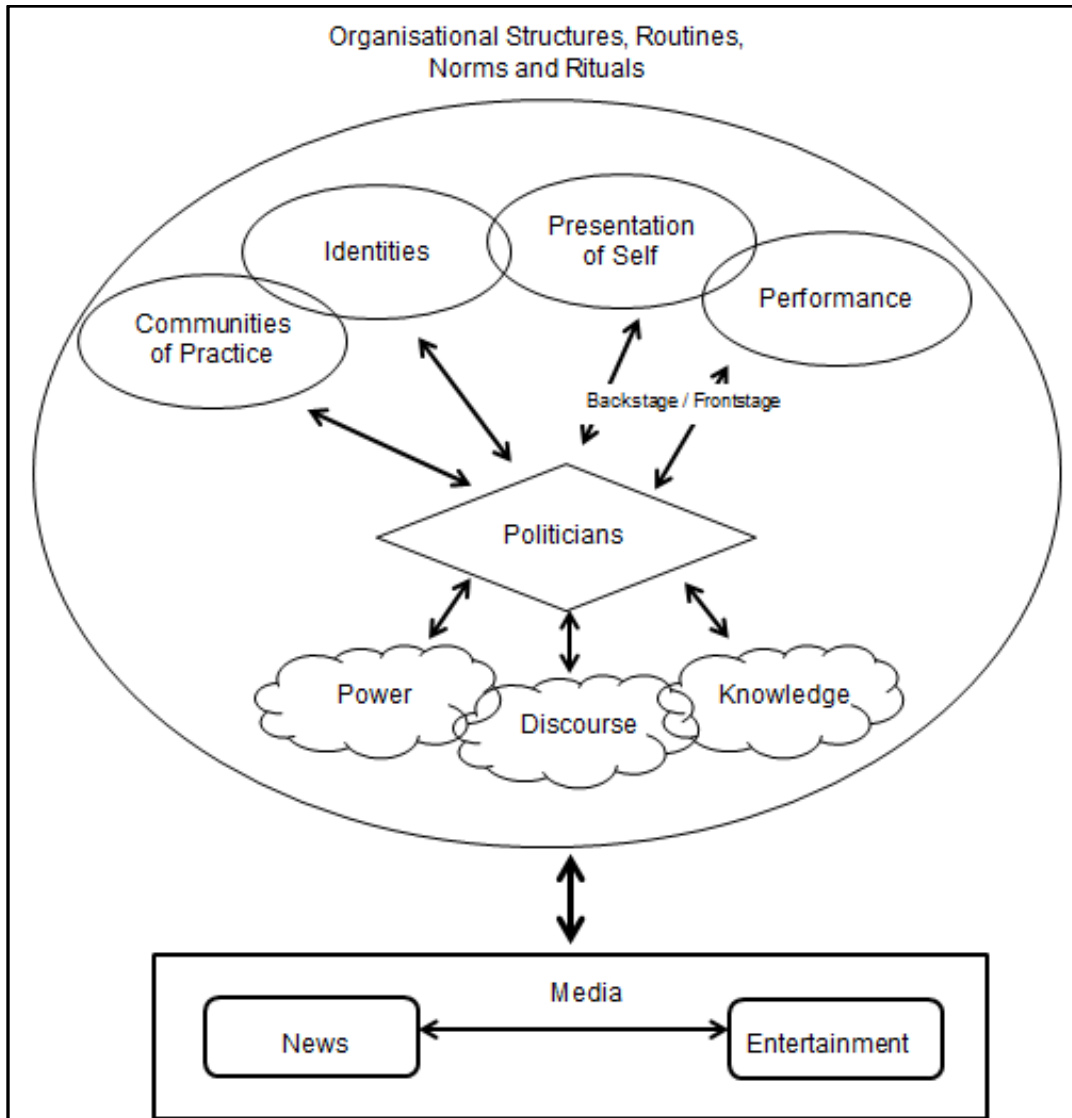 Organisational Structures, Routines,
Norms and Rituals
Presentation
of Self
Identities
Performance
Communities
of Practice
Backstage / Frontstage
Politicians
Power
Knowledge
Discourse
Media
News
Entertainment